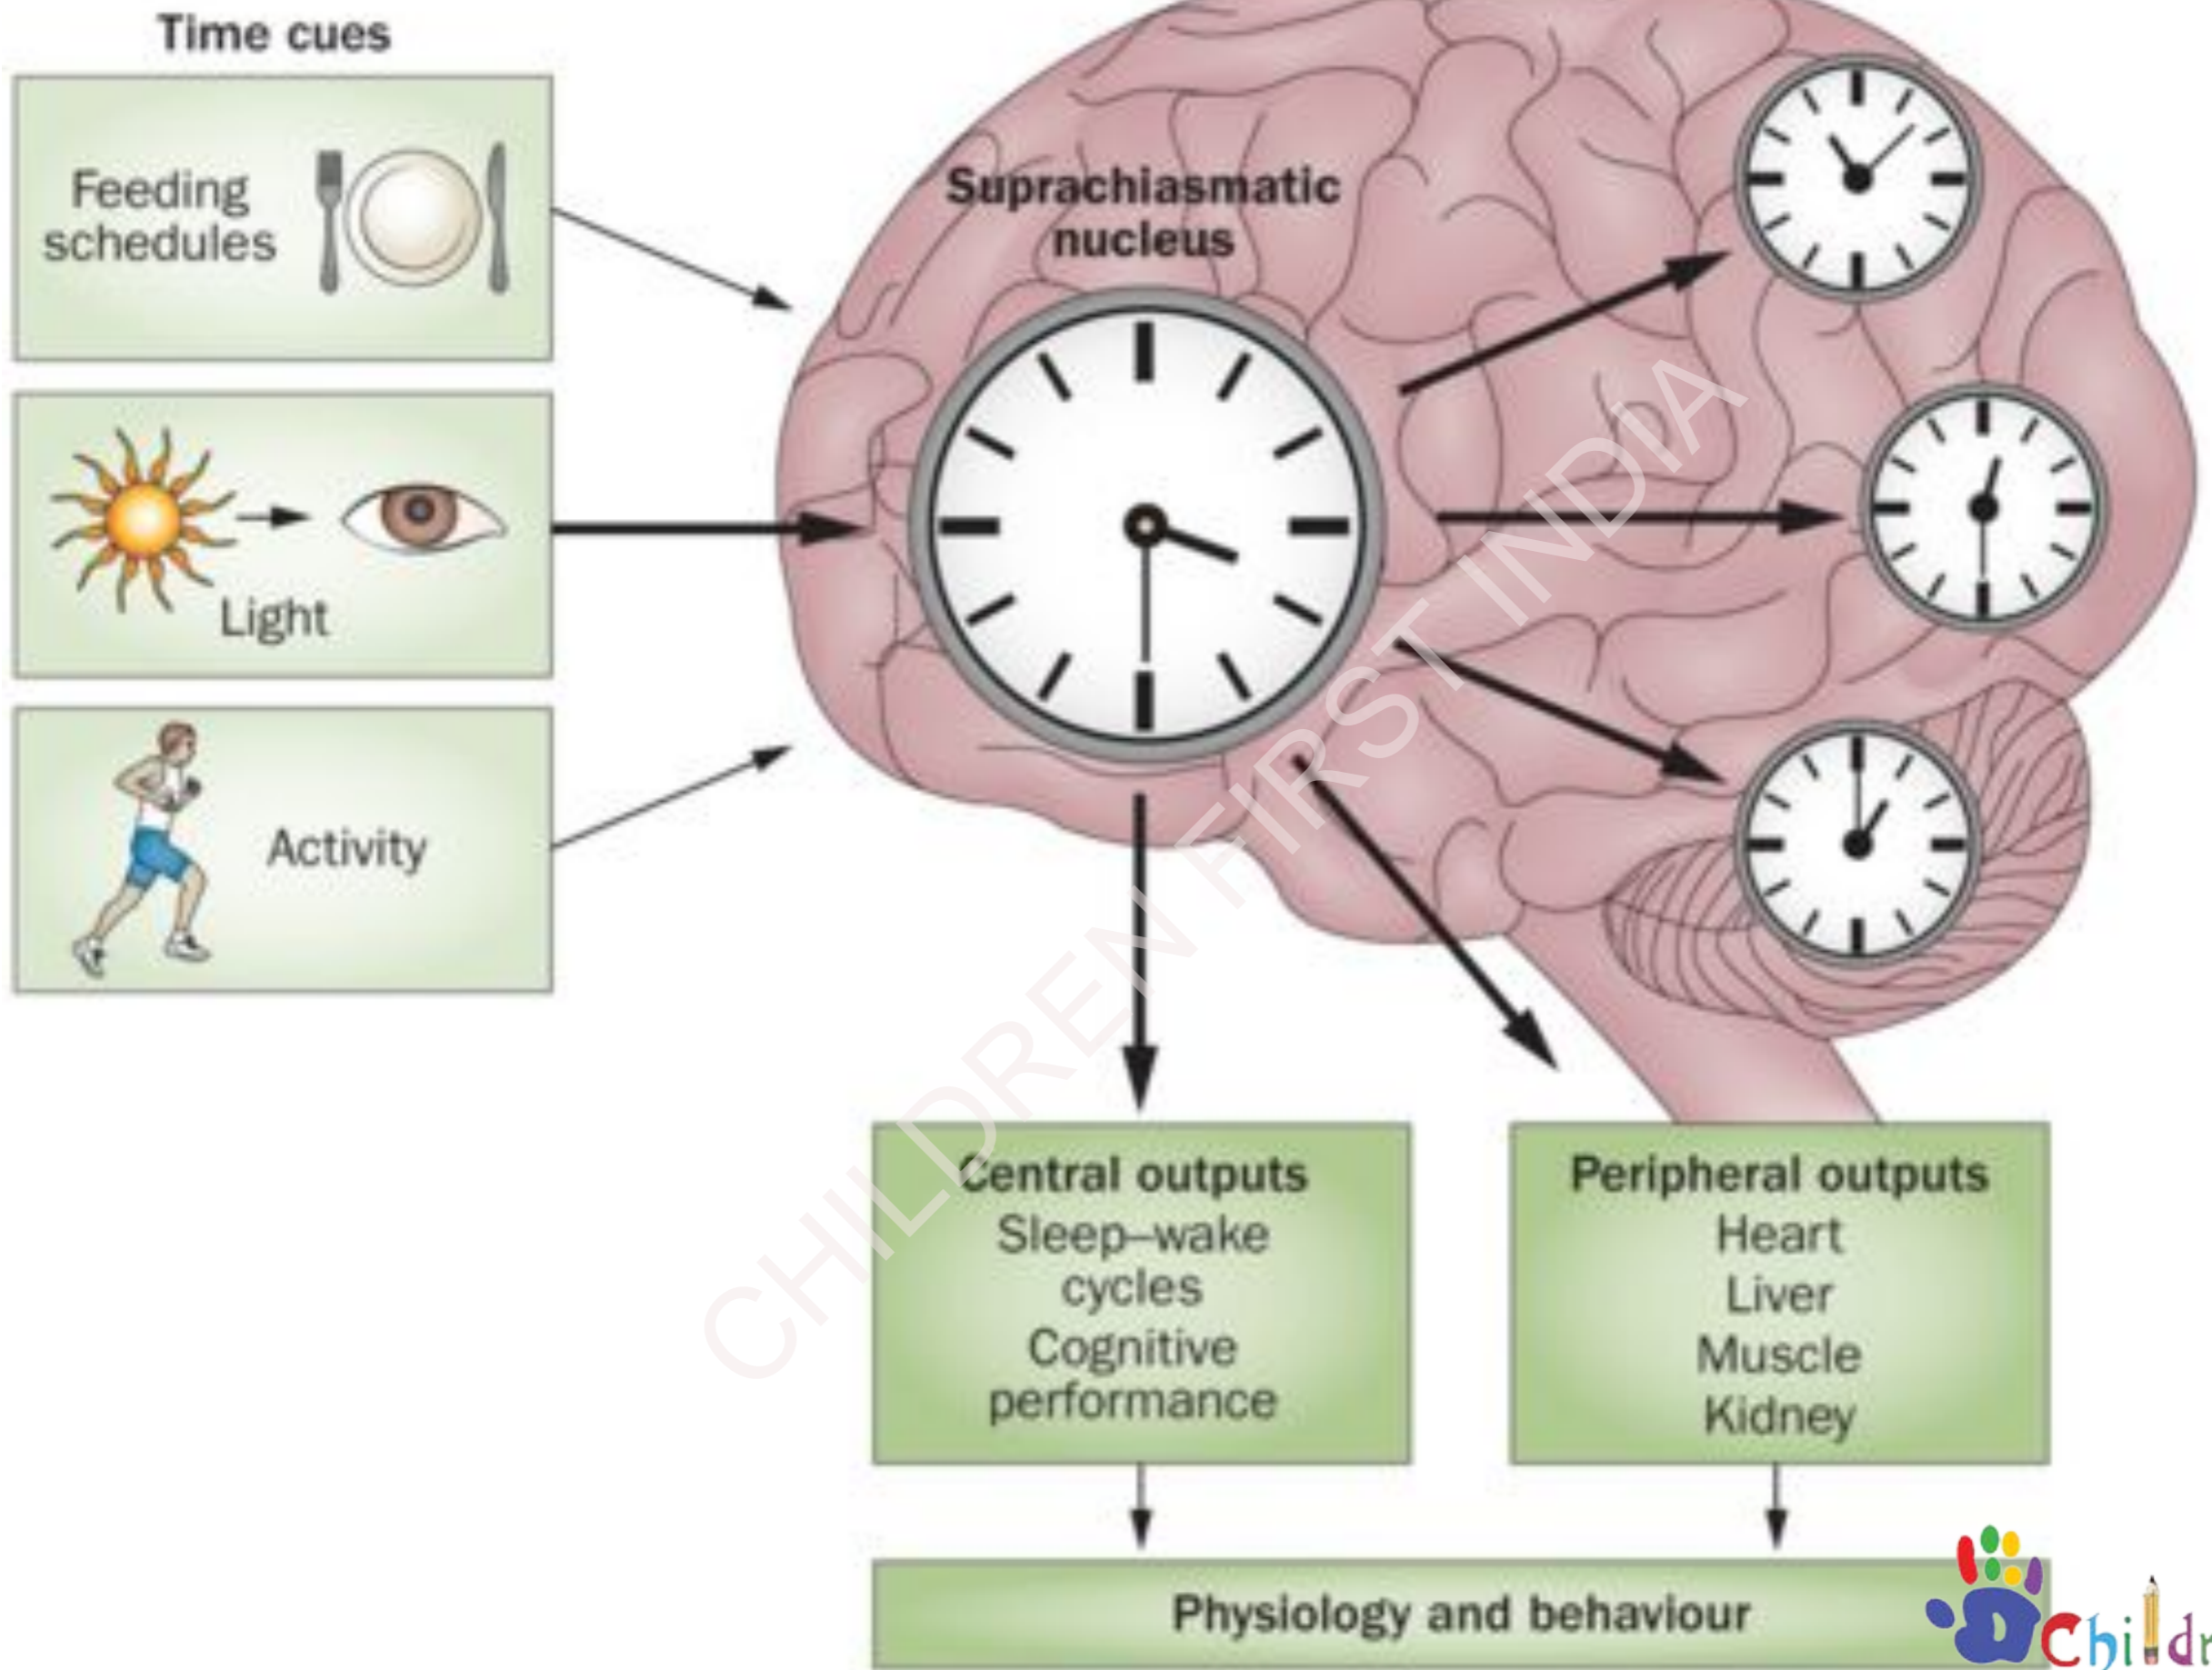 Time cues
Feeding
schedules
Light
Activity
Suprachiasmatic
nucleus
CHILDREN FIRST INDIA
Central outputs
Sleep–wake
cycles
Cognitive
performance
Peripheral outputs
Heart
Liver
Muscle
Kidney
Physiology and behaviour
Childr